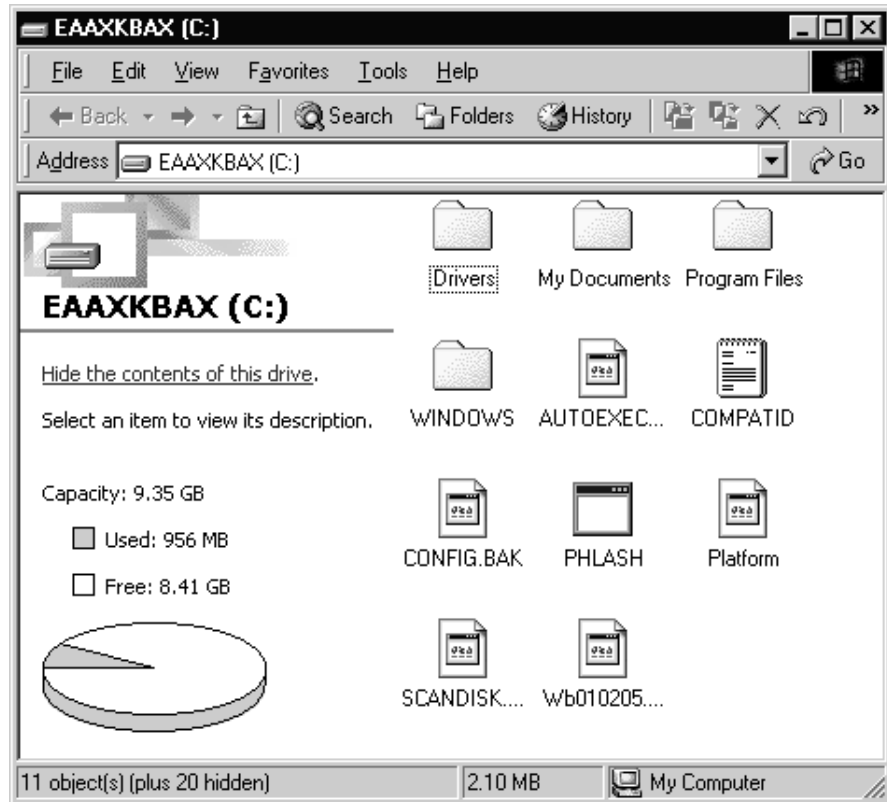 EAAXKBAX (C:)
File Edit View Favorites Tools Help
Back Search Folders History »
Address EAAXKBAX (C:) Go
EAAXKBAX (C:)
Hide the contents of this drive.
Select an item to view its description.
Capacity: 9.35 GB
Used: 956 MB
Free: 8.41 GB
Drivers My Documents Program Files
WINDOWS AUTOEXEC... COMPATID
CONFIG.BAK PHLASH Platform
SCANDISK.... Wb010205....
11 object(s) (plus 20 hidden) 2.10 MB My Computer